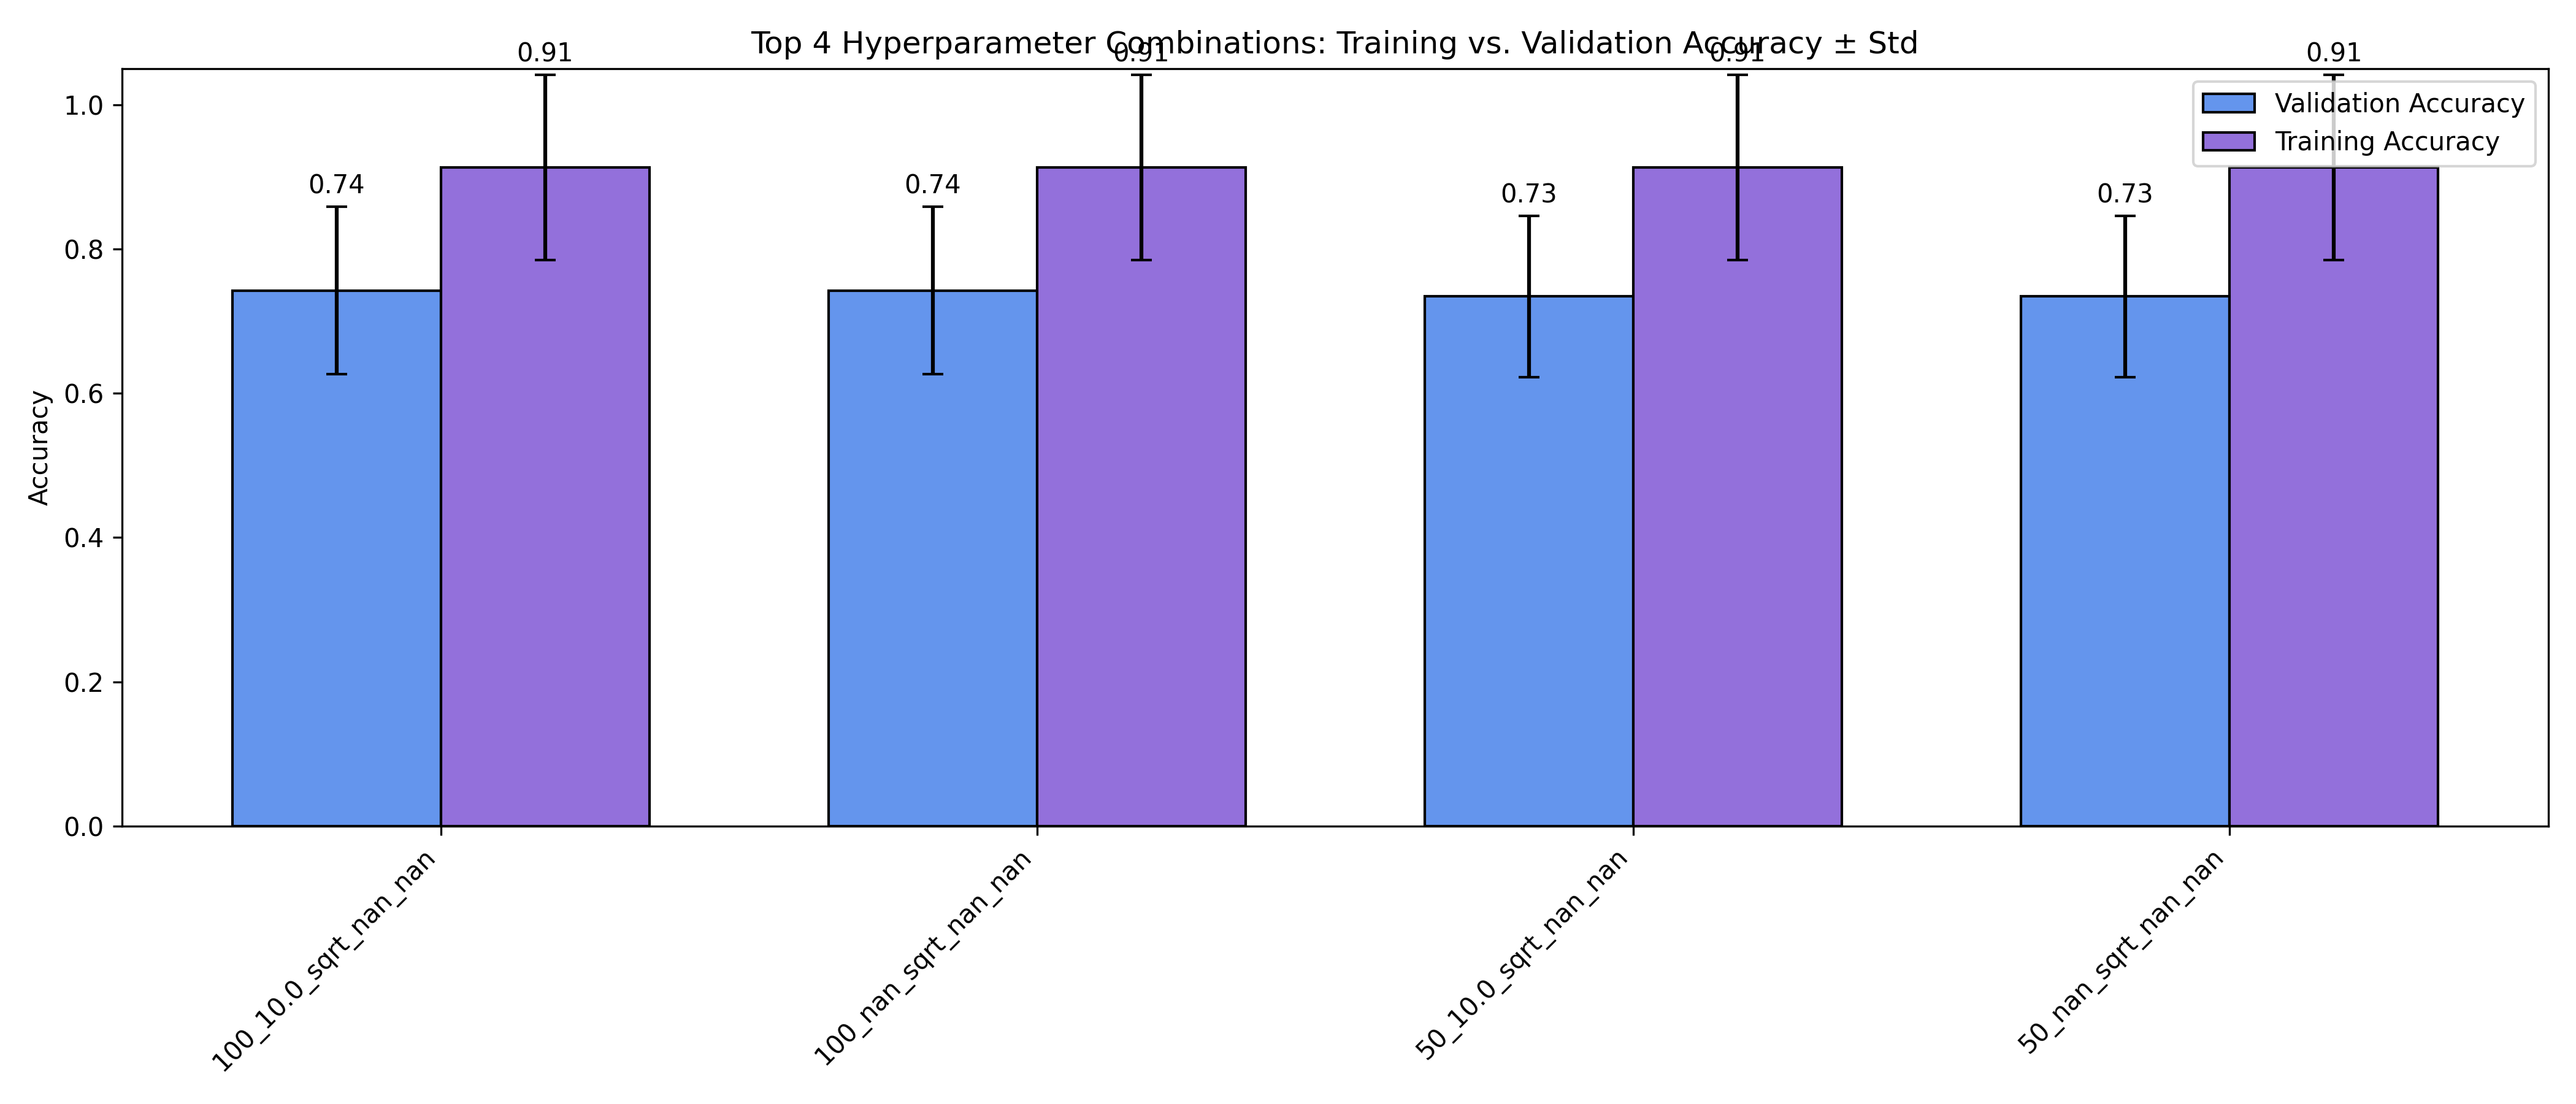 Top 4 Hyperparameter Combinations: Training vs. Validation Accuracy ± Std
0.91
0.91
0.91
0.91
0.74
0.74
0.73
0.73
Validation Accuracy
Training Accuracy
Accuracy
1.0
0.8
0.6
0.4
0.2
0.0
100_10.0_sqrt_nan_nan
100_nan_sqrt_nan_nan
50_10.0_sqrt_nan_nan
50_nan_sqrt_nan_nan